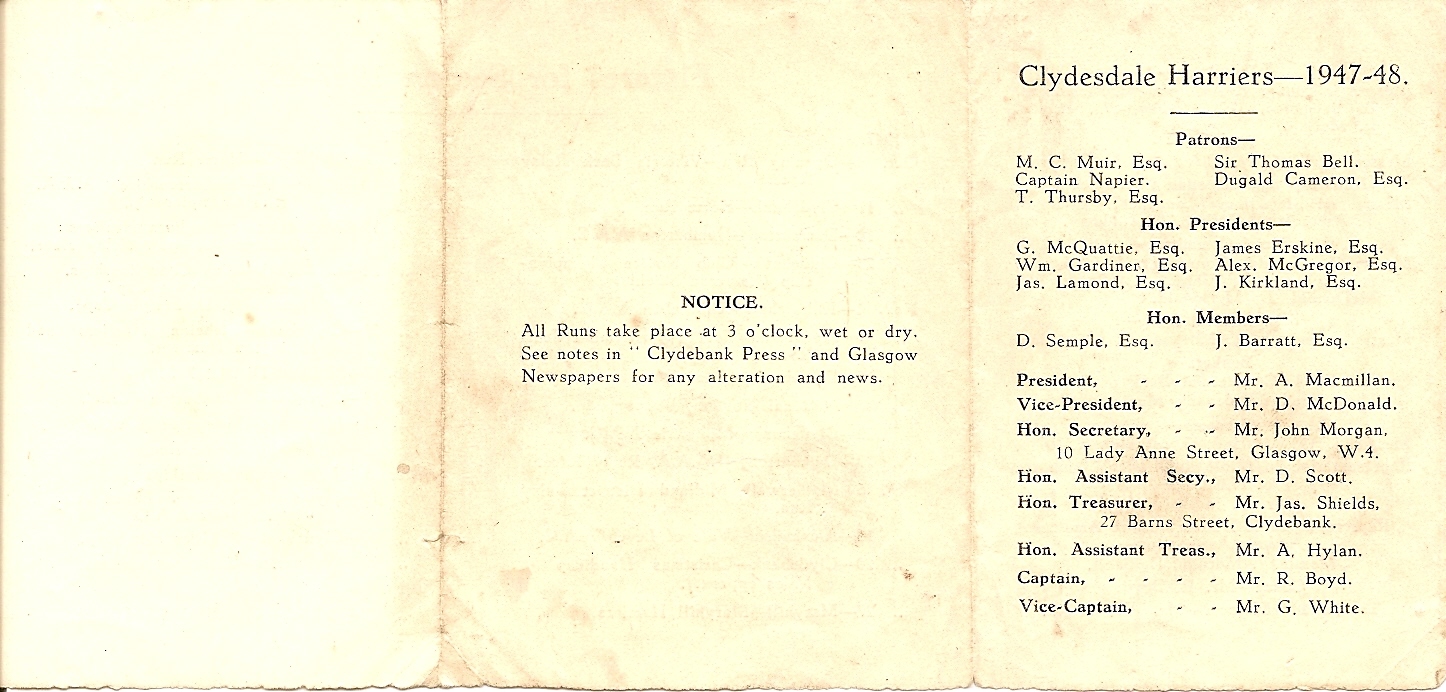 NOTICE.
All Runs take place at 3 o'clock, wet or dry.
See notes in "Clydebank Press" and Glasgow
Newspapers for any alteration and news.
Clydesdale Harriers—1947-48.
Patrons—
M. C. Muir, Esq. Sir Thomas Bell.
Captain Napier. Dugald Cameron, Esq.
T. Thursby, Esq.
Hon. Presidents—
G. McQuattie, Esq. James Erskine, Esq.
Wm. Gardiner, Esq. Alex. McGregor, Esq.
Jas. Lamond, Esq. J. Kirkland, Esq.
Hon. Members—
D. Semple, Esq. J. Barratt, Esq.
President, - - - Mr. A. Macmillan.
Vice-President, - - Mr. D. McDonald.
Hon. Secretary, - - Mr. John Morgan,
10 Lady Anne Street, Glasgow, W.4.
Hon. Assistant Secy., Mr. D. Scott.
Hon. Treasurer, - - Mr. Jas. Shields,
27 Barns Street, Clydebank.
Hon. Assistant Treas., Mr. A. Hylan.
Captain, - - - - Mr. R. Boyd.
Vice-Captain, - - Mr. G. White.